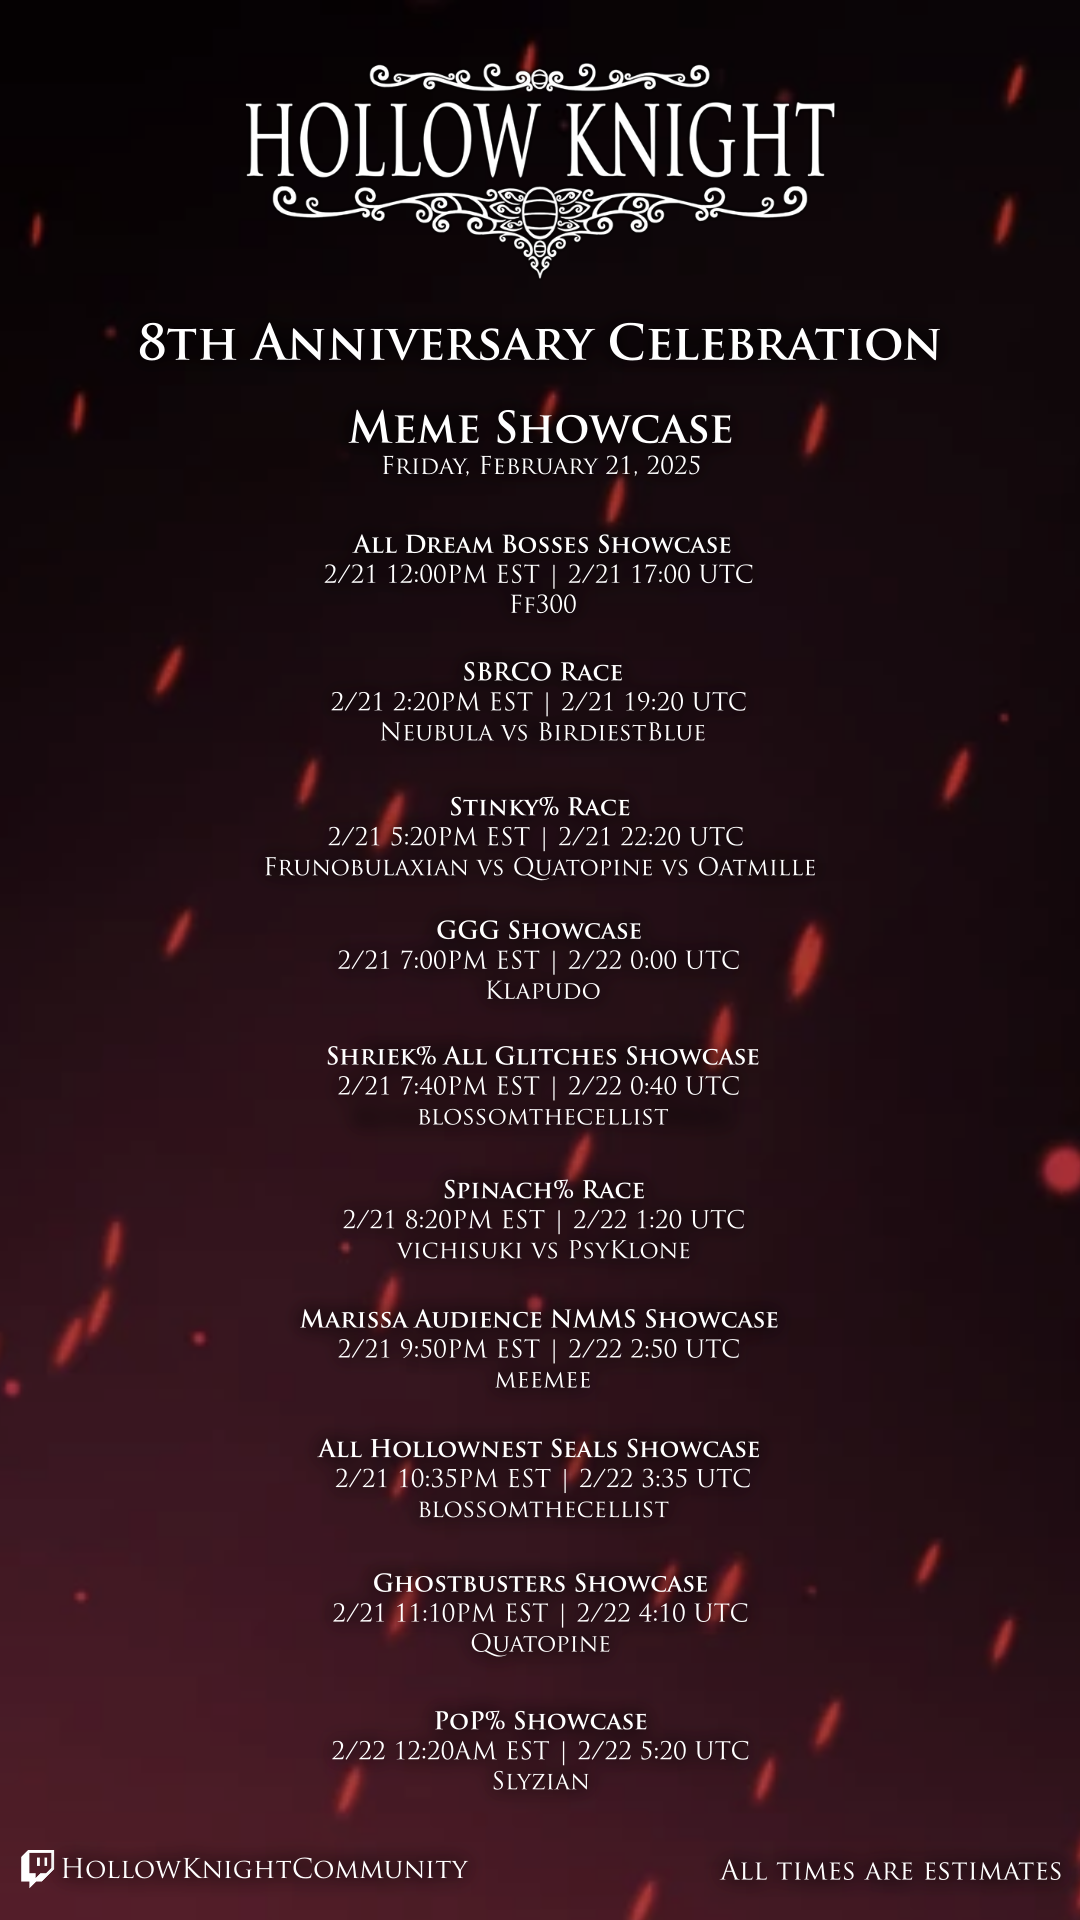 HOLLOW KNIGHT
8th Anniversary Celebration
Meme Showcase
Friday, February 21, 2025
All Dream Bosses Showcase
2/21 12:00PM EST | 2/21 17:00 UTC
Ff300
SBRCO Race
2/21 2:20PM EST | 2/21 19:20 UTC
Neubula vs BirdiestBlue
Stinky% Race
2/21 5:20PM EST | 2/21 22:20 UTC
Frunobulaxian vs Quatopine vs Oatmille
GGG Showcase
2/21 7:00PM EST | 2/22 0:00 UTC
Klapudo
Shriek% All Glitches Showcase
2/21 7:40PM EST | 2/22 0:40 UTC
blossomthecellist
Spinach% Race
2/21 8:20PM EST | 2/22 1:20 UTC
vichisuki vs PsyKlone
Marissa Audience NMMS Showcase
2/21 9:50PM EST | 2/22 2:50 UTC
meemee
All Hollownest Seals Showcase
2/21 10:35PM EST | 2/22 3:35 UTC
blossomthecellist
Ghostbusters Showcase
2/21 11:10PM EST | 2/22 4:10 UTC
Quatopine
PoP% Showcase
2/22 12:20AM EST | 2/22 5:20 UTC
Slyzian
HollowKnightCommunity
All times are estimates